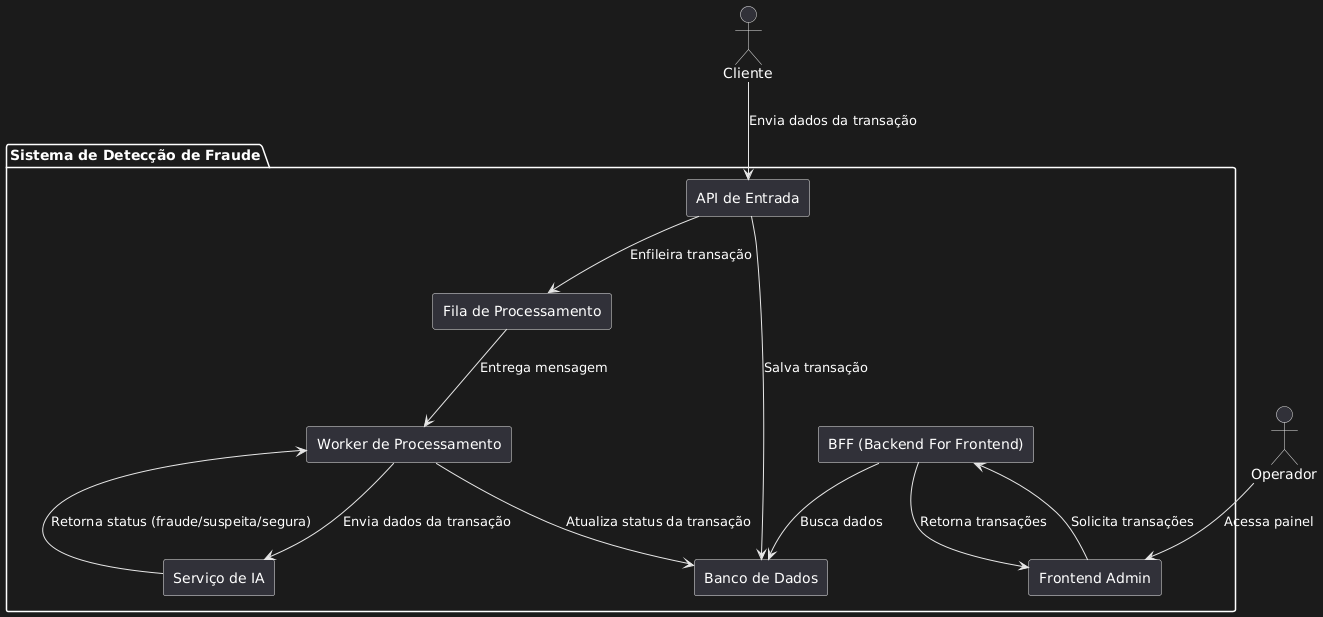 Cliente
Envia dados da transação
Sistema de Detecção de Fraude
API de Entrada
Enfileira transação
Fila de Processamento
Entrega mensagem
Salva transação
Worker de Processamento
BFF (Backend For Frontend)
Operador
Retorna status (fraude/suspeita/segura)
Envia dados da transação
Atualiza status da transação
Busca dados
Retorna transações
Solicita transações
Acessa painel
Serviço de IA
Banco de Dados
Frontend Admin